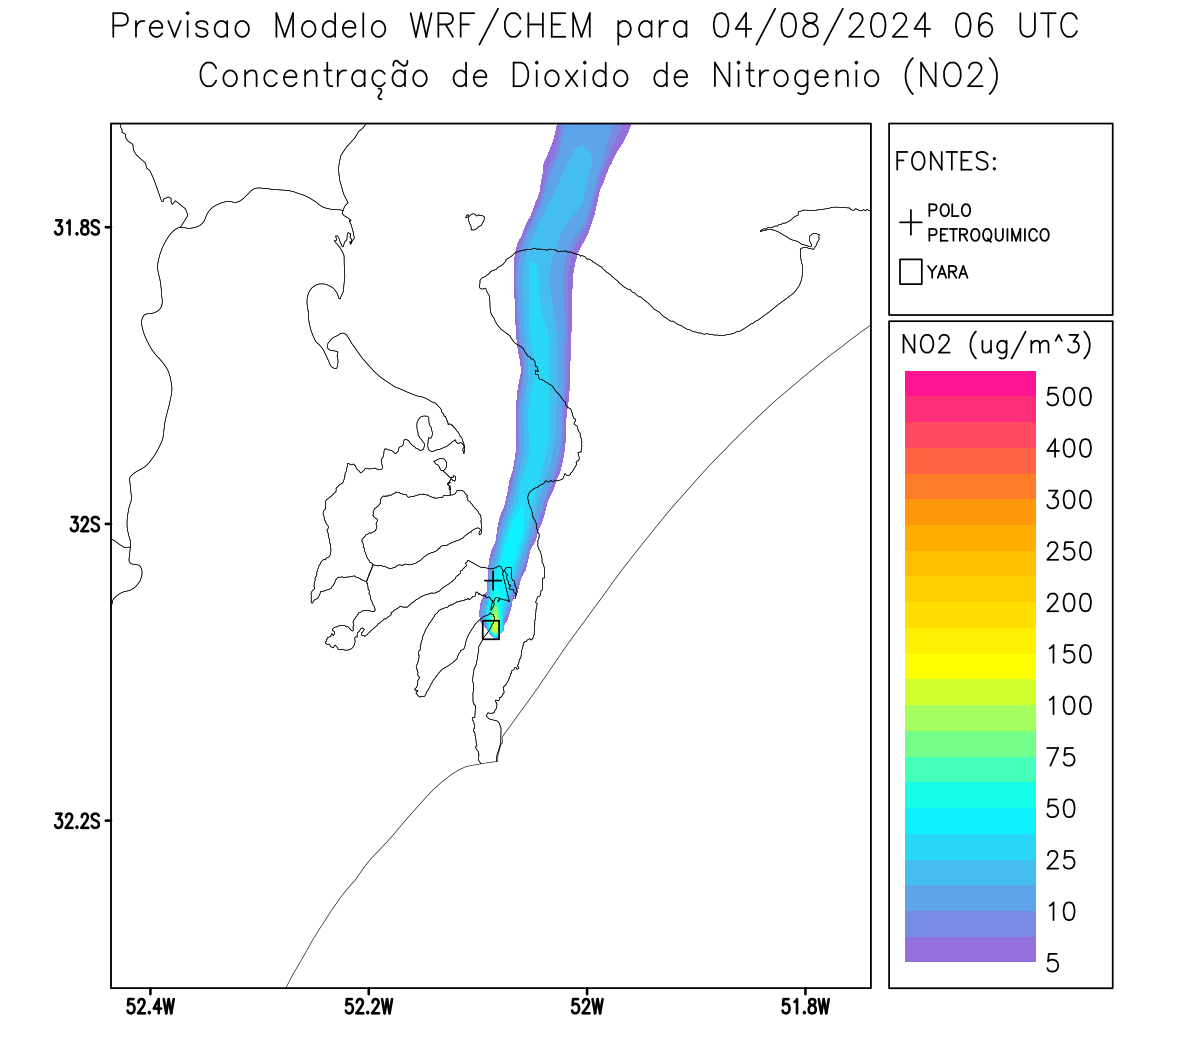 Previsao Modelo WRF/CHEM para 04/08/2024 06 UTC
Concentração de Dioxido de Nitrogenio (NO2)
FONTES:
POLO
PETROQUIMICO
YARA
NO2 (ug/m^3)
500
400
300
250
200
150
100
75
50
25
10
5
31.8S
32S
32.2S
52.4W
52.2W
52W
51.8W